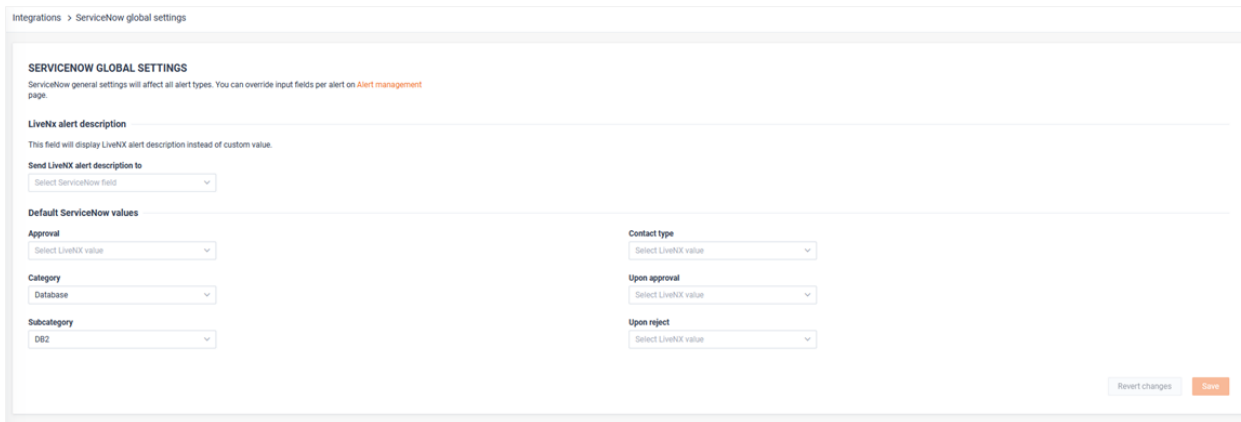 Integrations > ServiceNow global settings
SERVICENOW GLOBAL SETTINGS
ServiceNow general settings will affect all alert types. You can override input fields per alert on Alert management
page.
LiveNx alert description
This field will display LiveNX alert description instead of custom value.
Send LiveNX alert description to
Select ServiceNow field
Default ServiceNow values
Approval
Select LiveNX value
Contact type
Select LiveNX value
Category
Database
Upon approval
Select LiveNX value
Subcategory
DB2
Upon reject
Select LiveNX value
Revert changes
Save